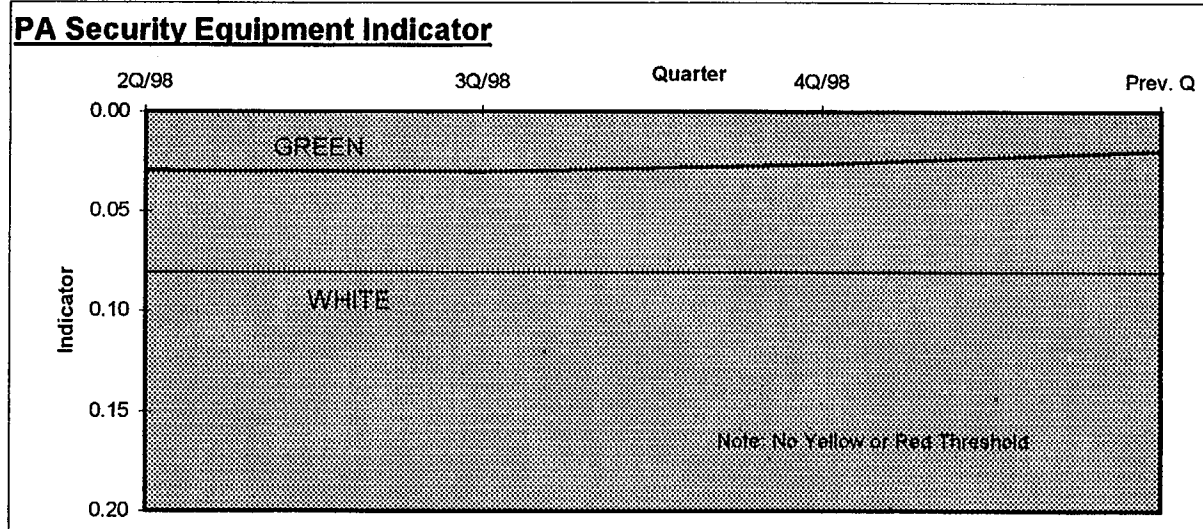 PA Security Equipment Indicator
Quarter
2Q/98 3Q/98 4Q/98 Prev. Q
0.00
GREEN
0.05
Indicator
WHITE
0.10
0.15
Note: No Yellow or Red Threshold
0.20